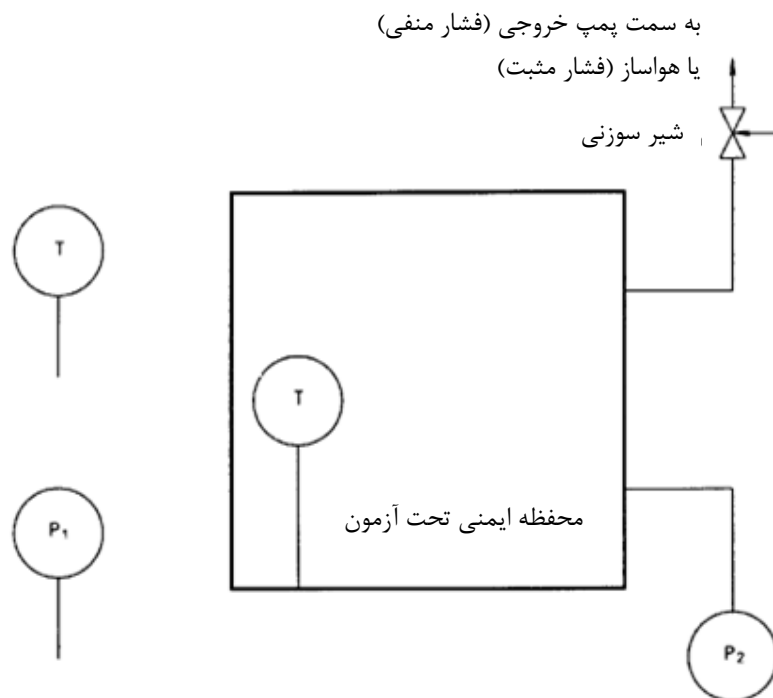 به سمت پمپ خروجی (فشار منفی)
یا هواساز (فشار مثبت)
شیر سوزنی
T
T
محفظه ایمنی تحت آزمون
P₁
P₂